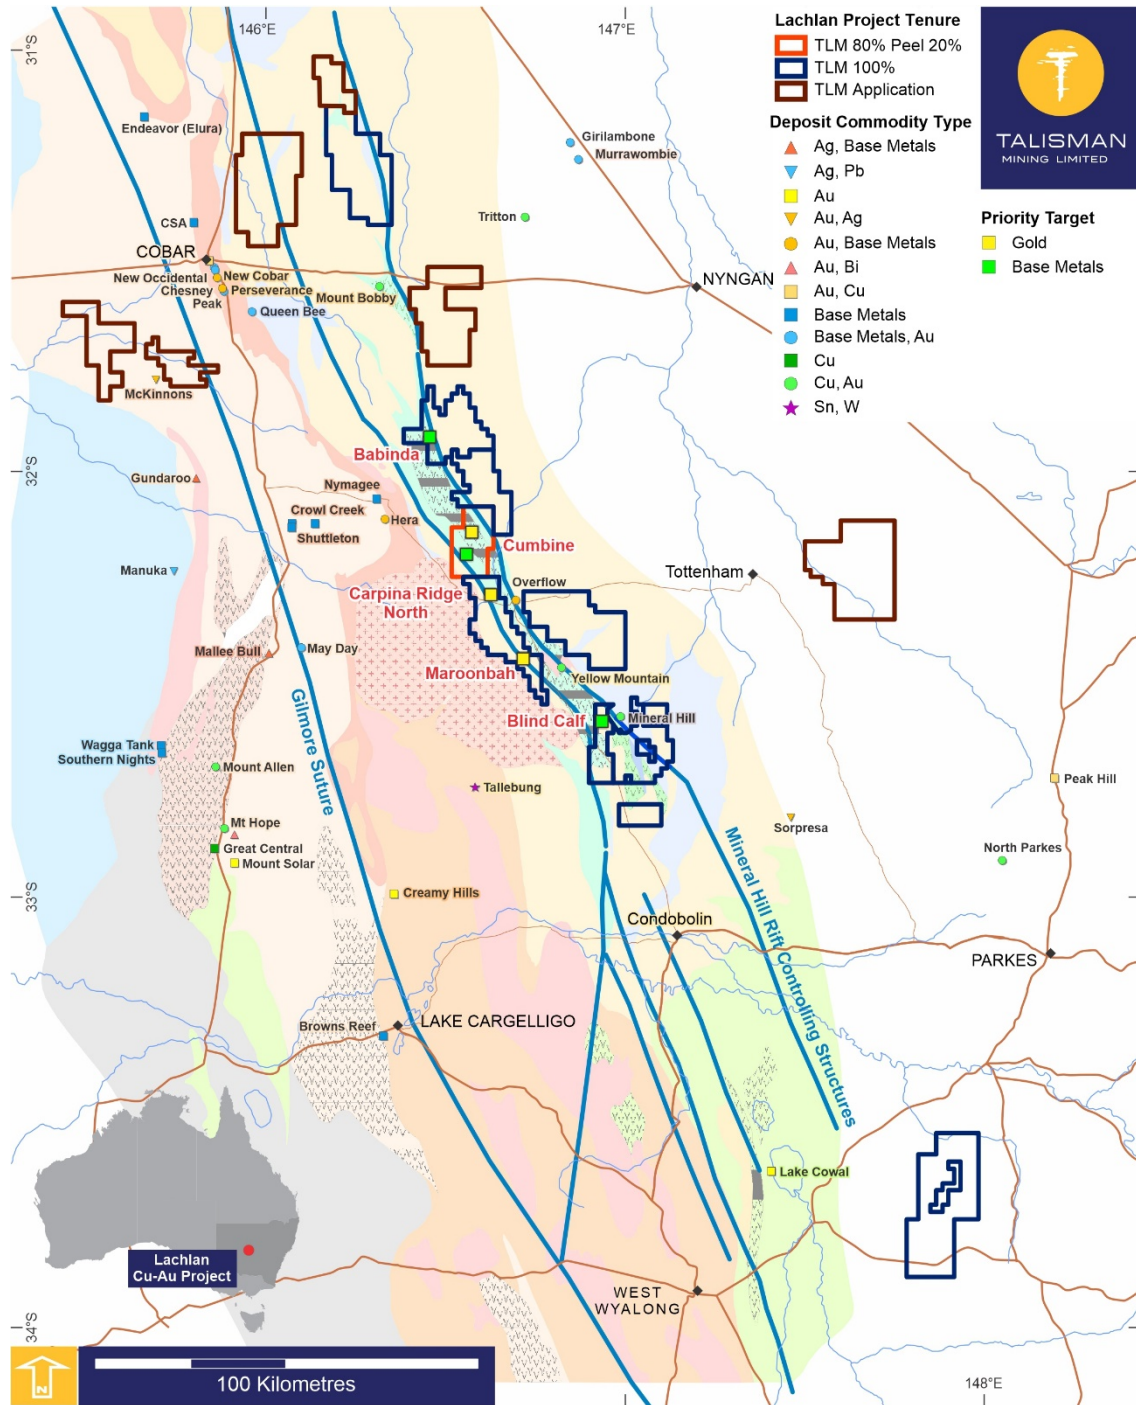 146°E
147°E
31°S
Lachlan Project Tenure
TLM 80% Peel 20%
TLM 100%
TLM Application
Deposit Commodity Type
Ag, Base Metals
Ag, Pb
Au
Au, Ag
Au, Base Metals
Au, Bi
Au, Cu
Base Metals
Base Metals, Au
Cu
Cu, Au
Sn, W
TALISMAN
MINING LIMITED
Priority Target
Gold
Base Metals
Endeavor (Elura)
Girilambone
Murrawombie
CSA
Tritton
COBAR
New Occidental
New Cobar
Chesney
Perseverance
Peak
Queen Bee
Mount Bobby
NYNGAN
McKinnons
Babinda
32°S
Gundaroo
Nymagee
Crowl Creek
Hera
Shuttleton
Cumbine
Manuka
Overflow
Tottenham
Carpina Ridge
North
Mallee Bull
May Day
Maroonbah
Yellow Mountain
Blind Calf
Mineral Hill
Gilmore Suture
Wagga Tank
Southern Nights
Mount Allen
Tallebung
Peak Hill
Mt Hope
Great Central
Mount Solar
Sorpresa
North Parkes
Mineral Hill Rift Controlling Structures
33°S
Creamy Hills
Condobolin
PARKES
Browns Reef
LAKE CARGELLIGO
Lake Cowal
Lachlan
Cu-Au Project
WEST
WYALONG
34°S
N
100 Kilometres
148°E